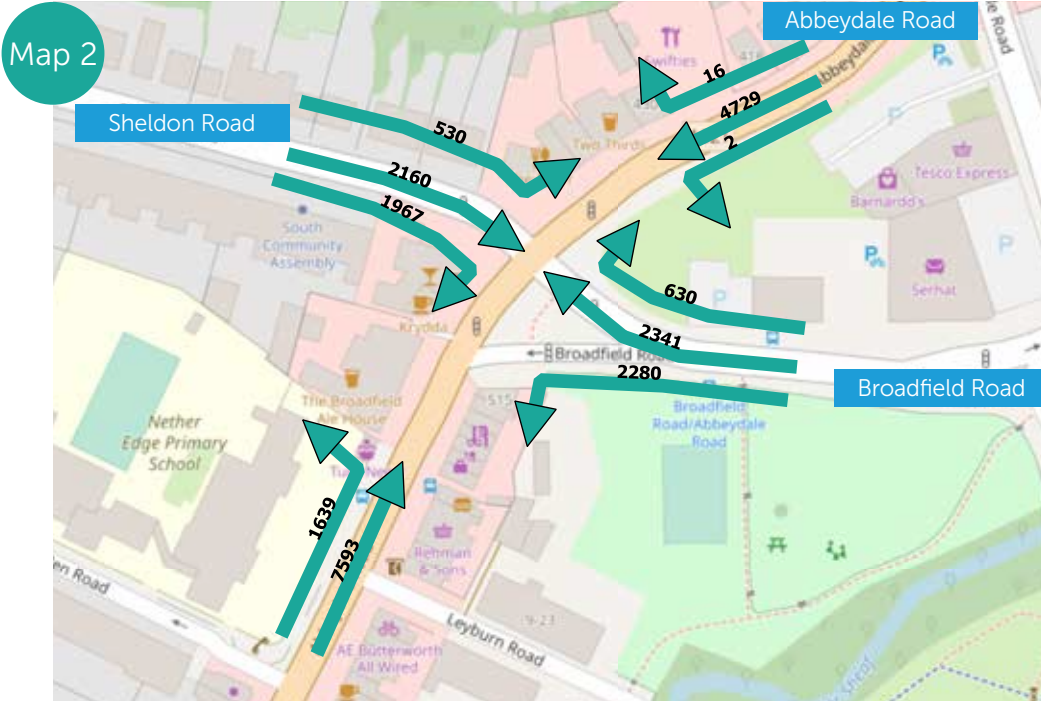 Abbeydale Road
Map 2
Swifties
16
Abbeydale
4729
Sheldon Road
530
Two Thirds
2
Tesco Express
2160
Barnardo's
1967
South
Community
Assembly
P
Serhat
630
Krydda
2341
Broadfield Road
2280
Broadfield Road
515
The Broadfield
Ale House
Broadfield
Road/Abbeydale
Road
Nether
Edge Primary
School
1639
7593
Rehman
& Sons
9-23
Leyburn Road
AE Butterworth
All Wired
Sheaf